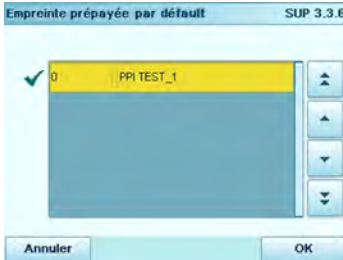 Empreinte prépayée par défaut SUP 3.3.6
0 PPI TEST_1
Annuler OK